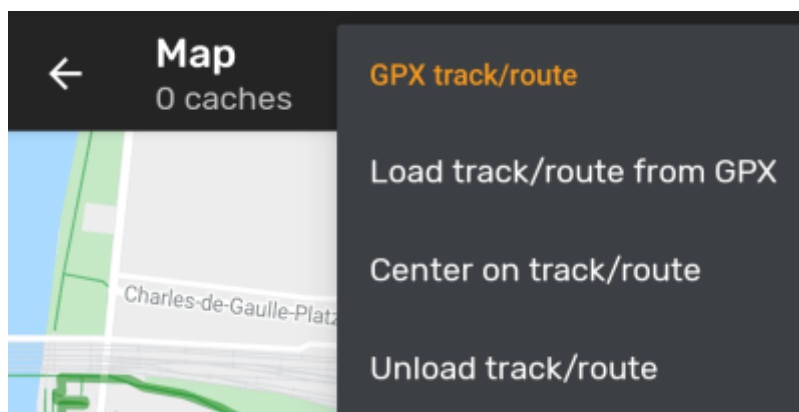 Map
0 caches
GPX track/route
Load track/route from GPX
Center on track/route
Unload track/route
Charles-de-Gaulle-Platz